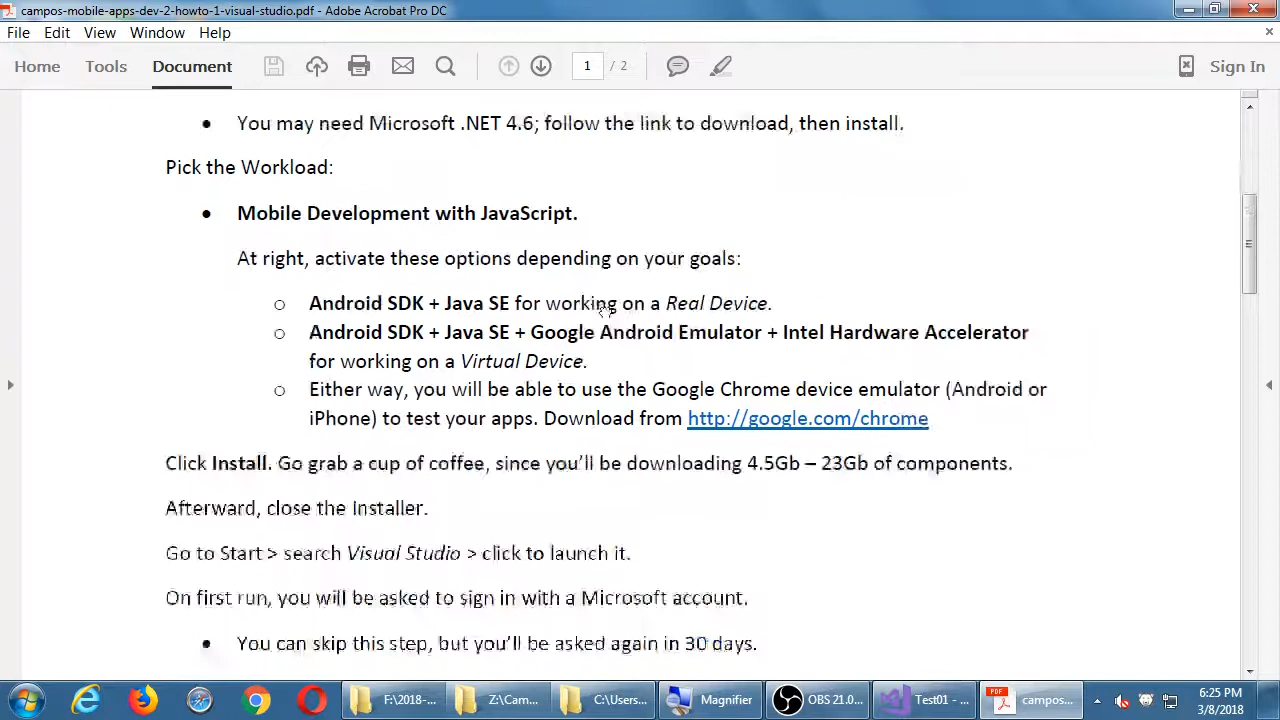 campos-mobile-apps-dev-2-howto-1-visual-studio.pdf - Adobe Acrobat Pro DC
File Edit View Window Help
Home Tools Document 1 / 2 Sign In
• You may need Microsoft .NET 4.6; follow the link to download, then install.
Pick the Workload:
• Mobile Development with JavaScript.
At right, activate these options depending on your goals:
○ Android SDK + Java SE for working on a Real Device.
○ Android SDK + Java SE + Google Android Emulator + Intel Hardware Accelerator
for working on a Virtual Device.
○ Either way, you will be able to use the Google Chrome device emulator (Android or
iPhone) to test your apps. Download from http://google.com/chrome
Click Install. Go grab a cup of coffee, since you’ll be downloading 4.5Gb – 23Gb of components.
Afterward, close the Installer.
Go to Start > search Visual Studio > click to launch it.
On first run, you will be asked to sign in with a Microsoft account.
• You can skip this step, but you’ll be asked again in 30 days.
F:\2018-... Z:\Cam... C:\Users... Magnifier OBS 21.0... Test01 - ... campos... 6:25 PM
3/8/2018